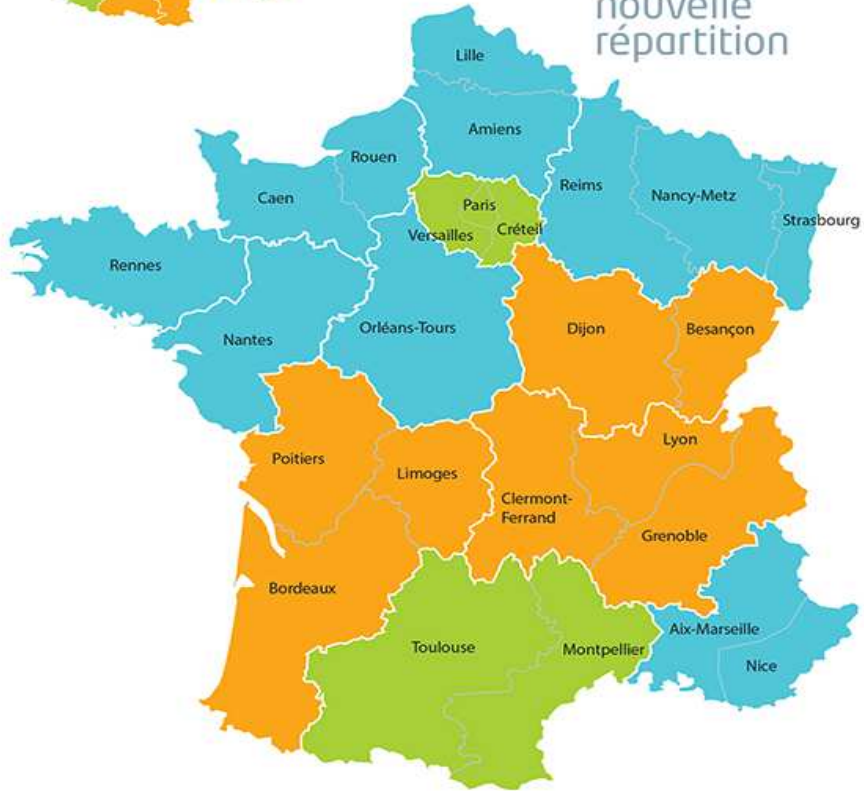 nouvelle
répartition
Lille
Amiens
Rouen
Reims
Caen
Nancy-Metz
Paris
Strasbourg
Versailles
Créteil
Rennes
Nantes
Orléans-Tours
Dijon
Besançon
Lyon
Poitiers
Limoges
Clermont-
Ferrand
Grenoble
Bordeaux
Aix-Marseille
Toulouse
Montpellier
Nice